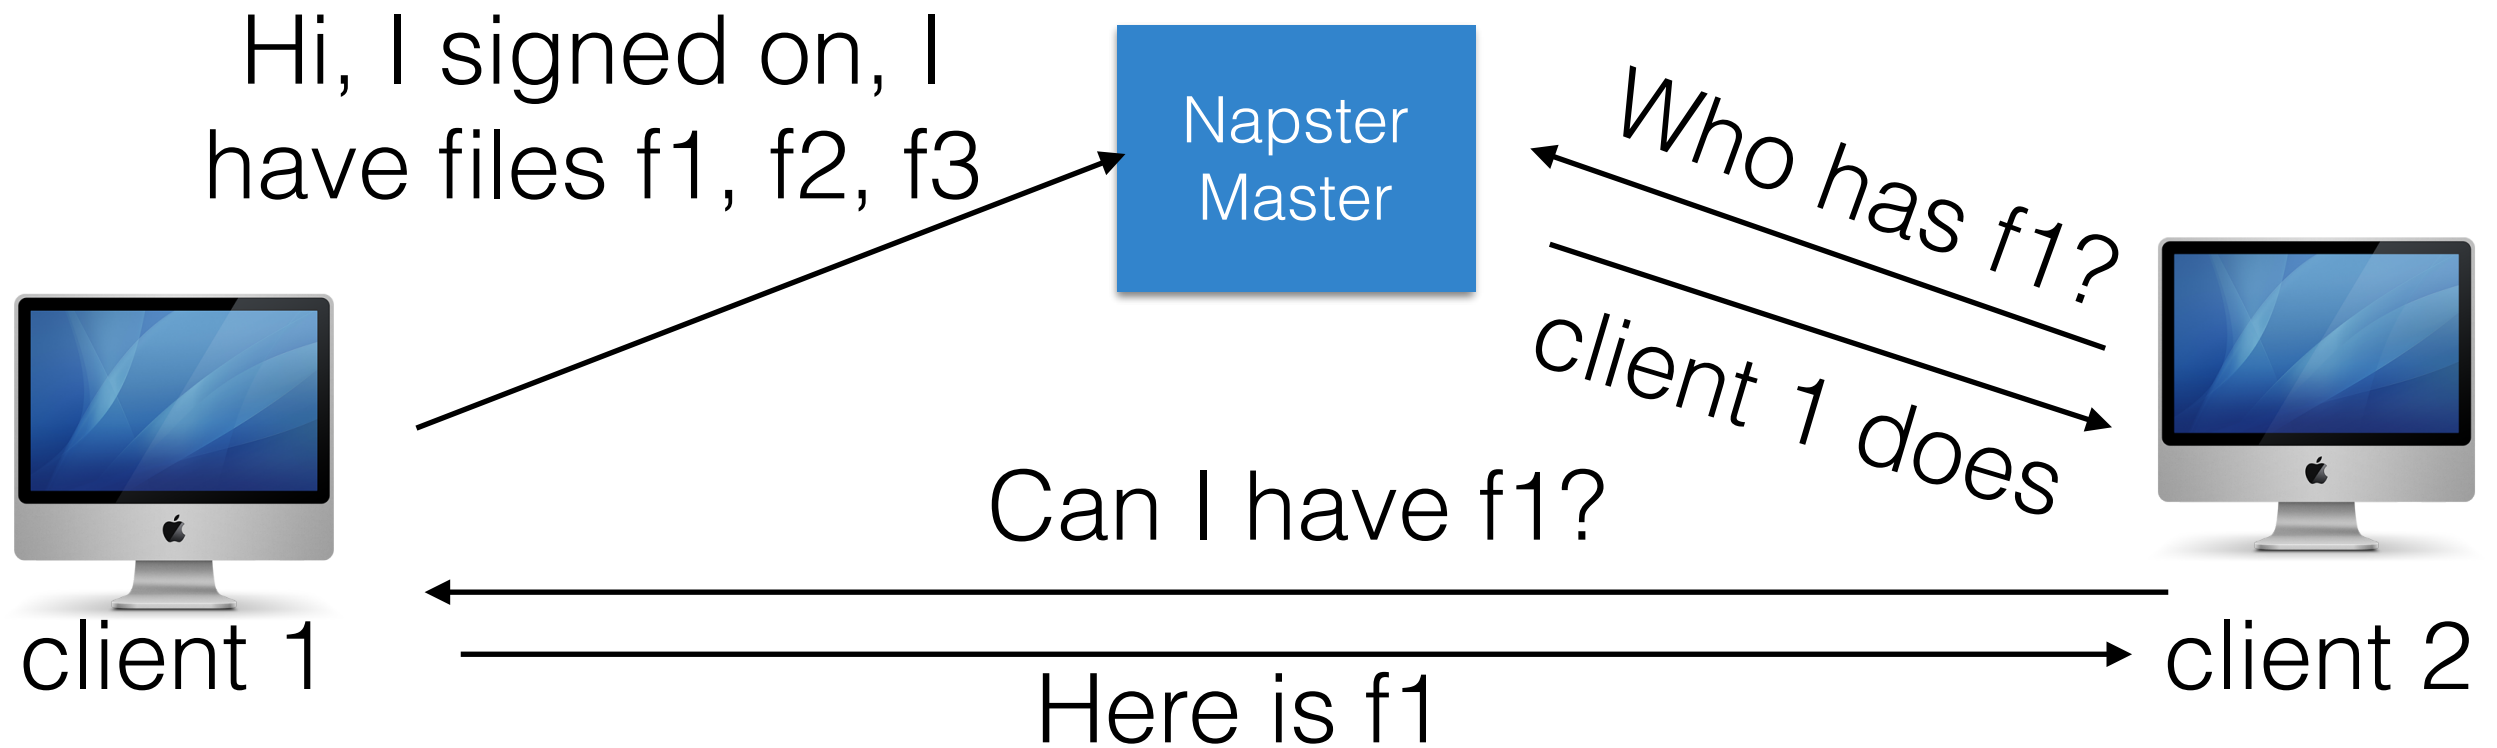 Hi, I signed on, I
have files f1, f2, f3
Napster
Master
Who has f1?
client 1 does
Can I have f1?
Here is f1
client 1
client 2